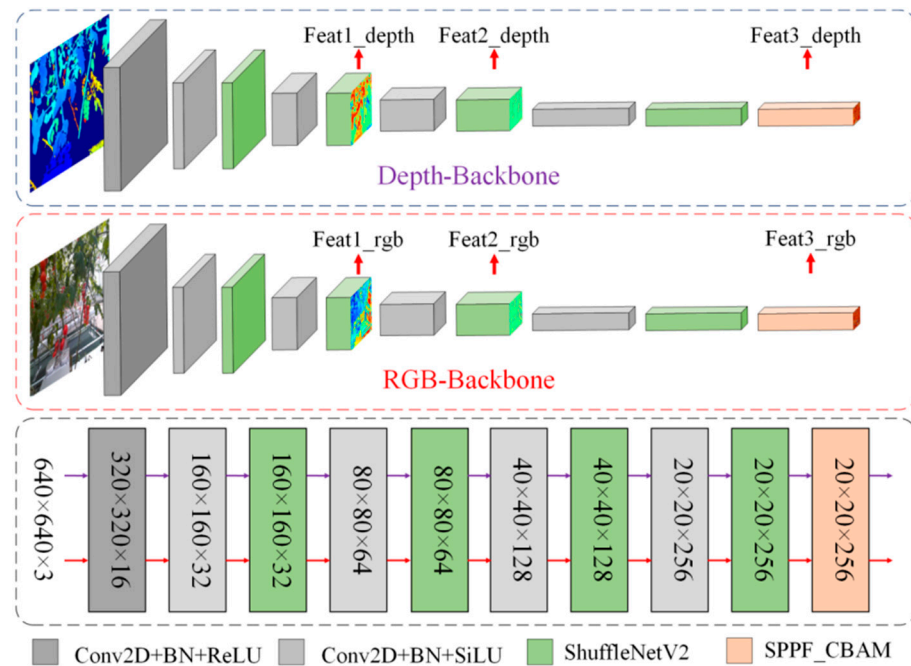 Feat1_depth Feat2_depth Feat3_depth
Depth-Backbone
Feat1_rgb Feat2_rgb Feat3_rgb
RGB-Backbone
640×640×3
320×320×16
160×160×32
160×160×32
80×80×64
80×80×64
40×40×128
40×40×128
20×20×256
20×20×256
20×20×256
Conv2D+BN+ReLU Conv2D+BN+SiLU ShuffleNetV2 SPPF_CBAM